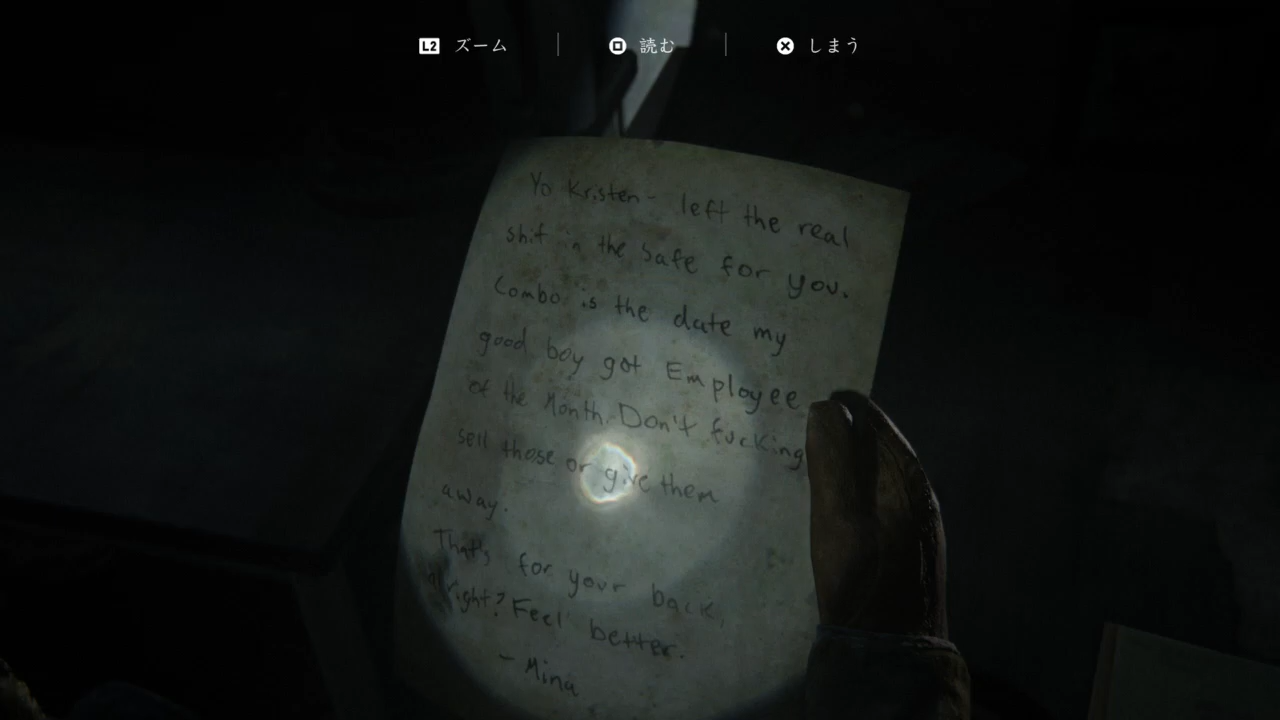 L2 ズーム
読む
しまう
Yo Kristen - left the real
shit in the safe for you.
Combo is the date my
good boy got Employee
of the Month. Don't fucking
sell those or give them
away.
That's for your back,
alright? Feel better.
- Mina